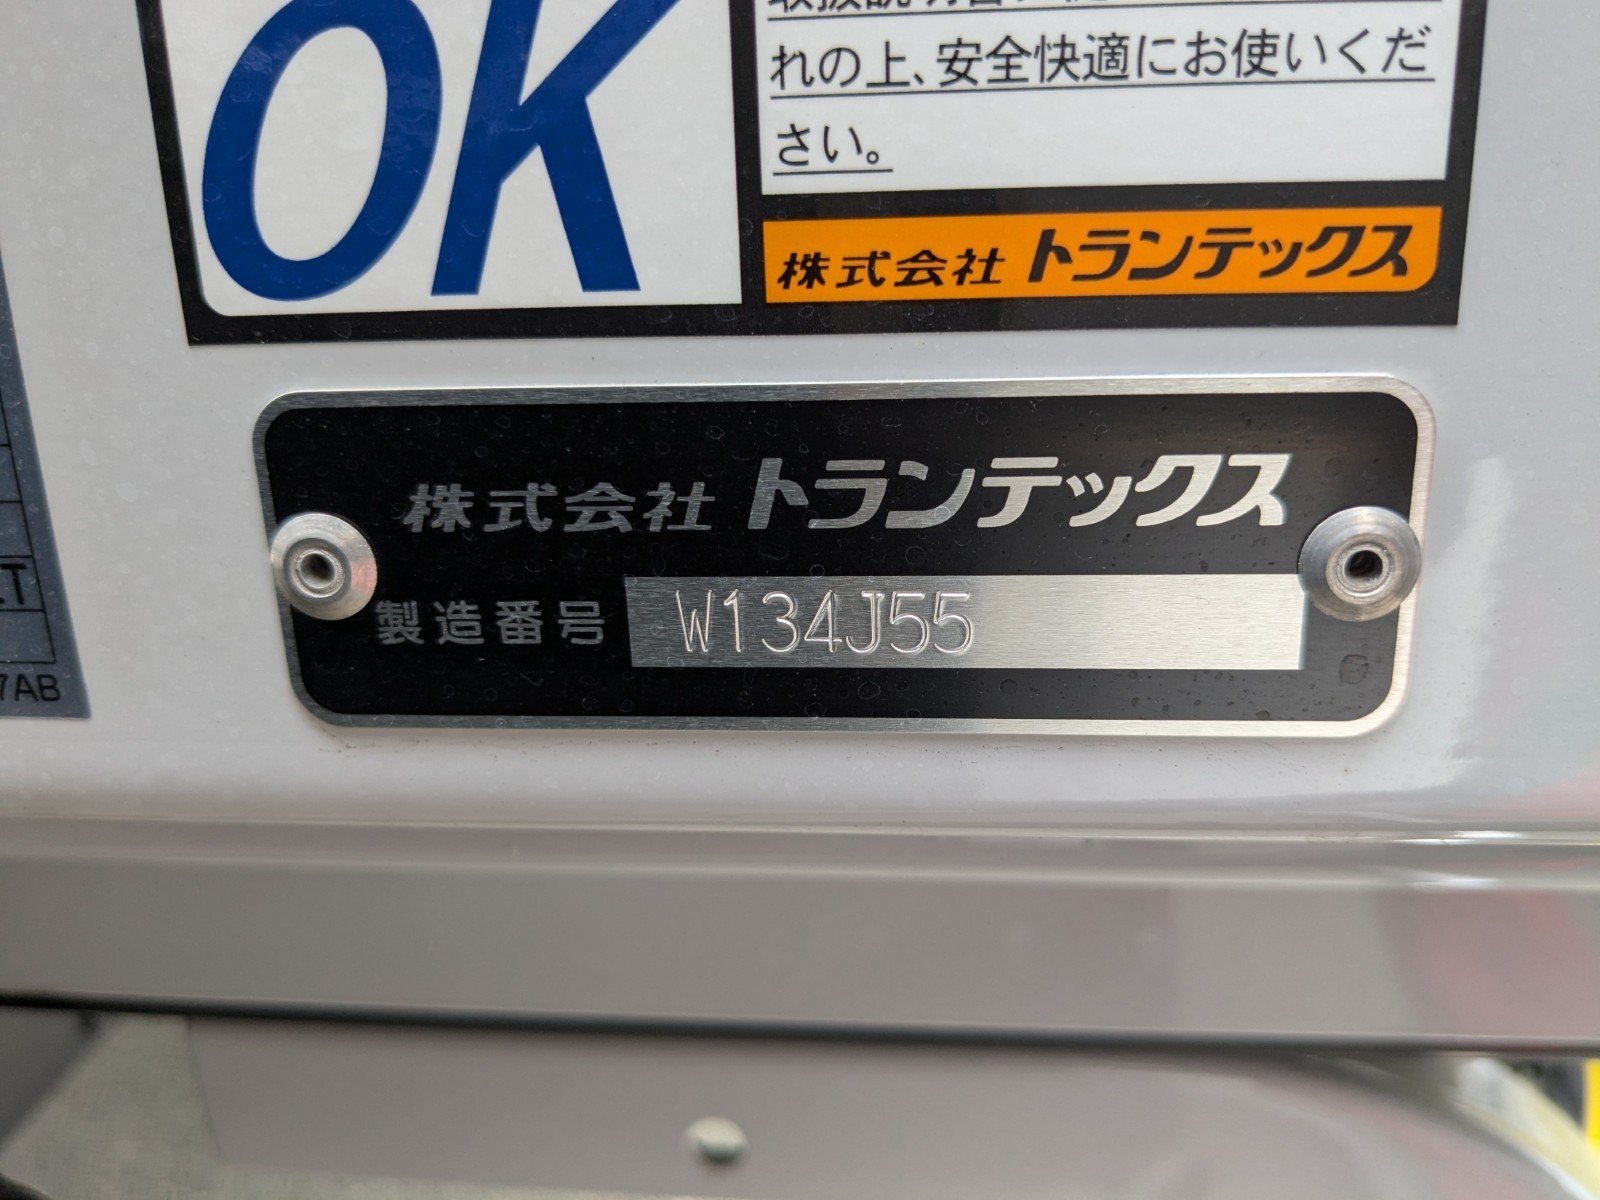 OK
れの上、安全快適にお使いくだ
さい。
株式会社 トランテックス
株式会社 トランテックス
製造番号 W134J55
T
7AB